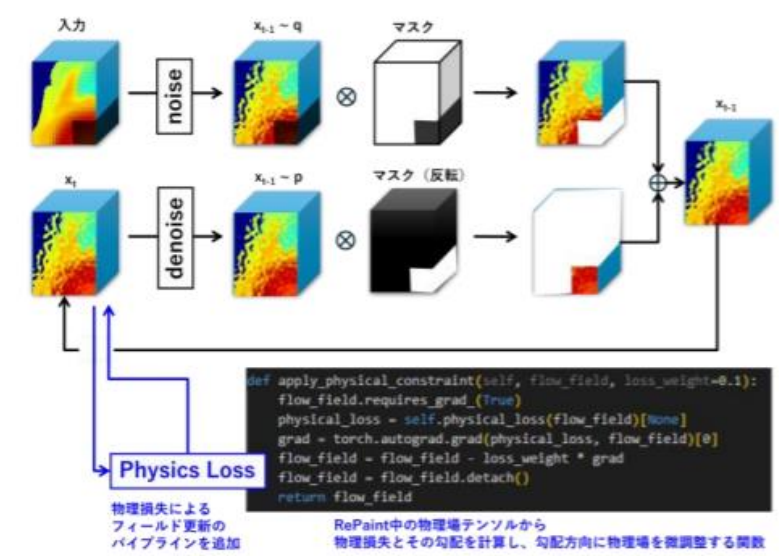 入力
x_{t-1} ~ q
マスク
noise
x_{t-1}
x_t
x_{t-1} ~ p
マスク（反転）
denoise
Physics Loss
物理損失による
フィールド更新の
パイプラインを追加
def apply_physical_constraint(self, flow_field, loss_weight=0.1):
    flow_field.requires_grad_(True)
    physical_loss = self.physical_loss(flow_field)[None]
    grad = torch.autograd.grad(physical_loss, flow_field)[0]
    flow_field = flow_field - loss_weight * grad
    flow_field = flow_field.detach()
    return flow_field
RePaint中の物理場テンソルから
物理損失とその勾配を計算し、勾配方向に物理場を微調整する関数